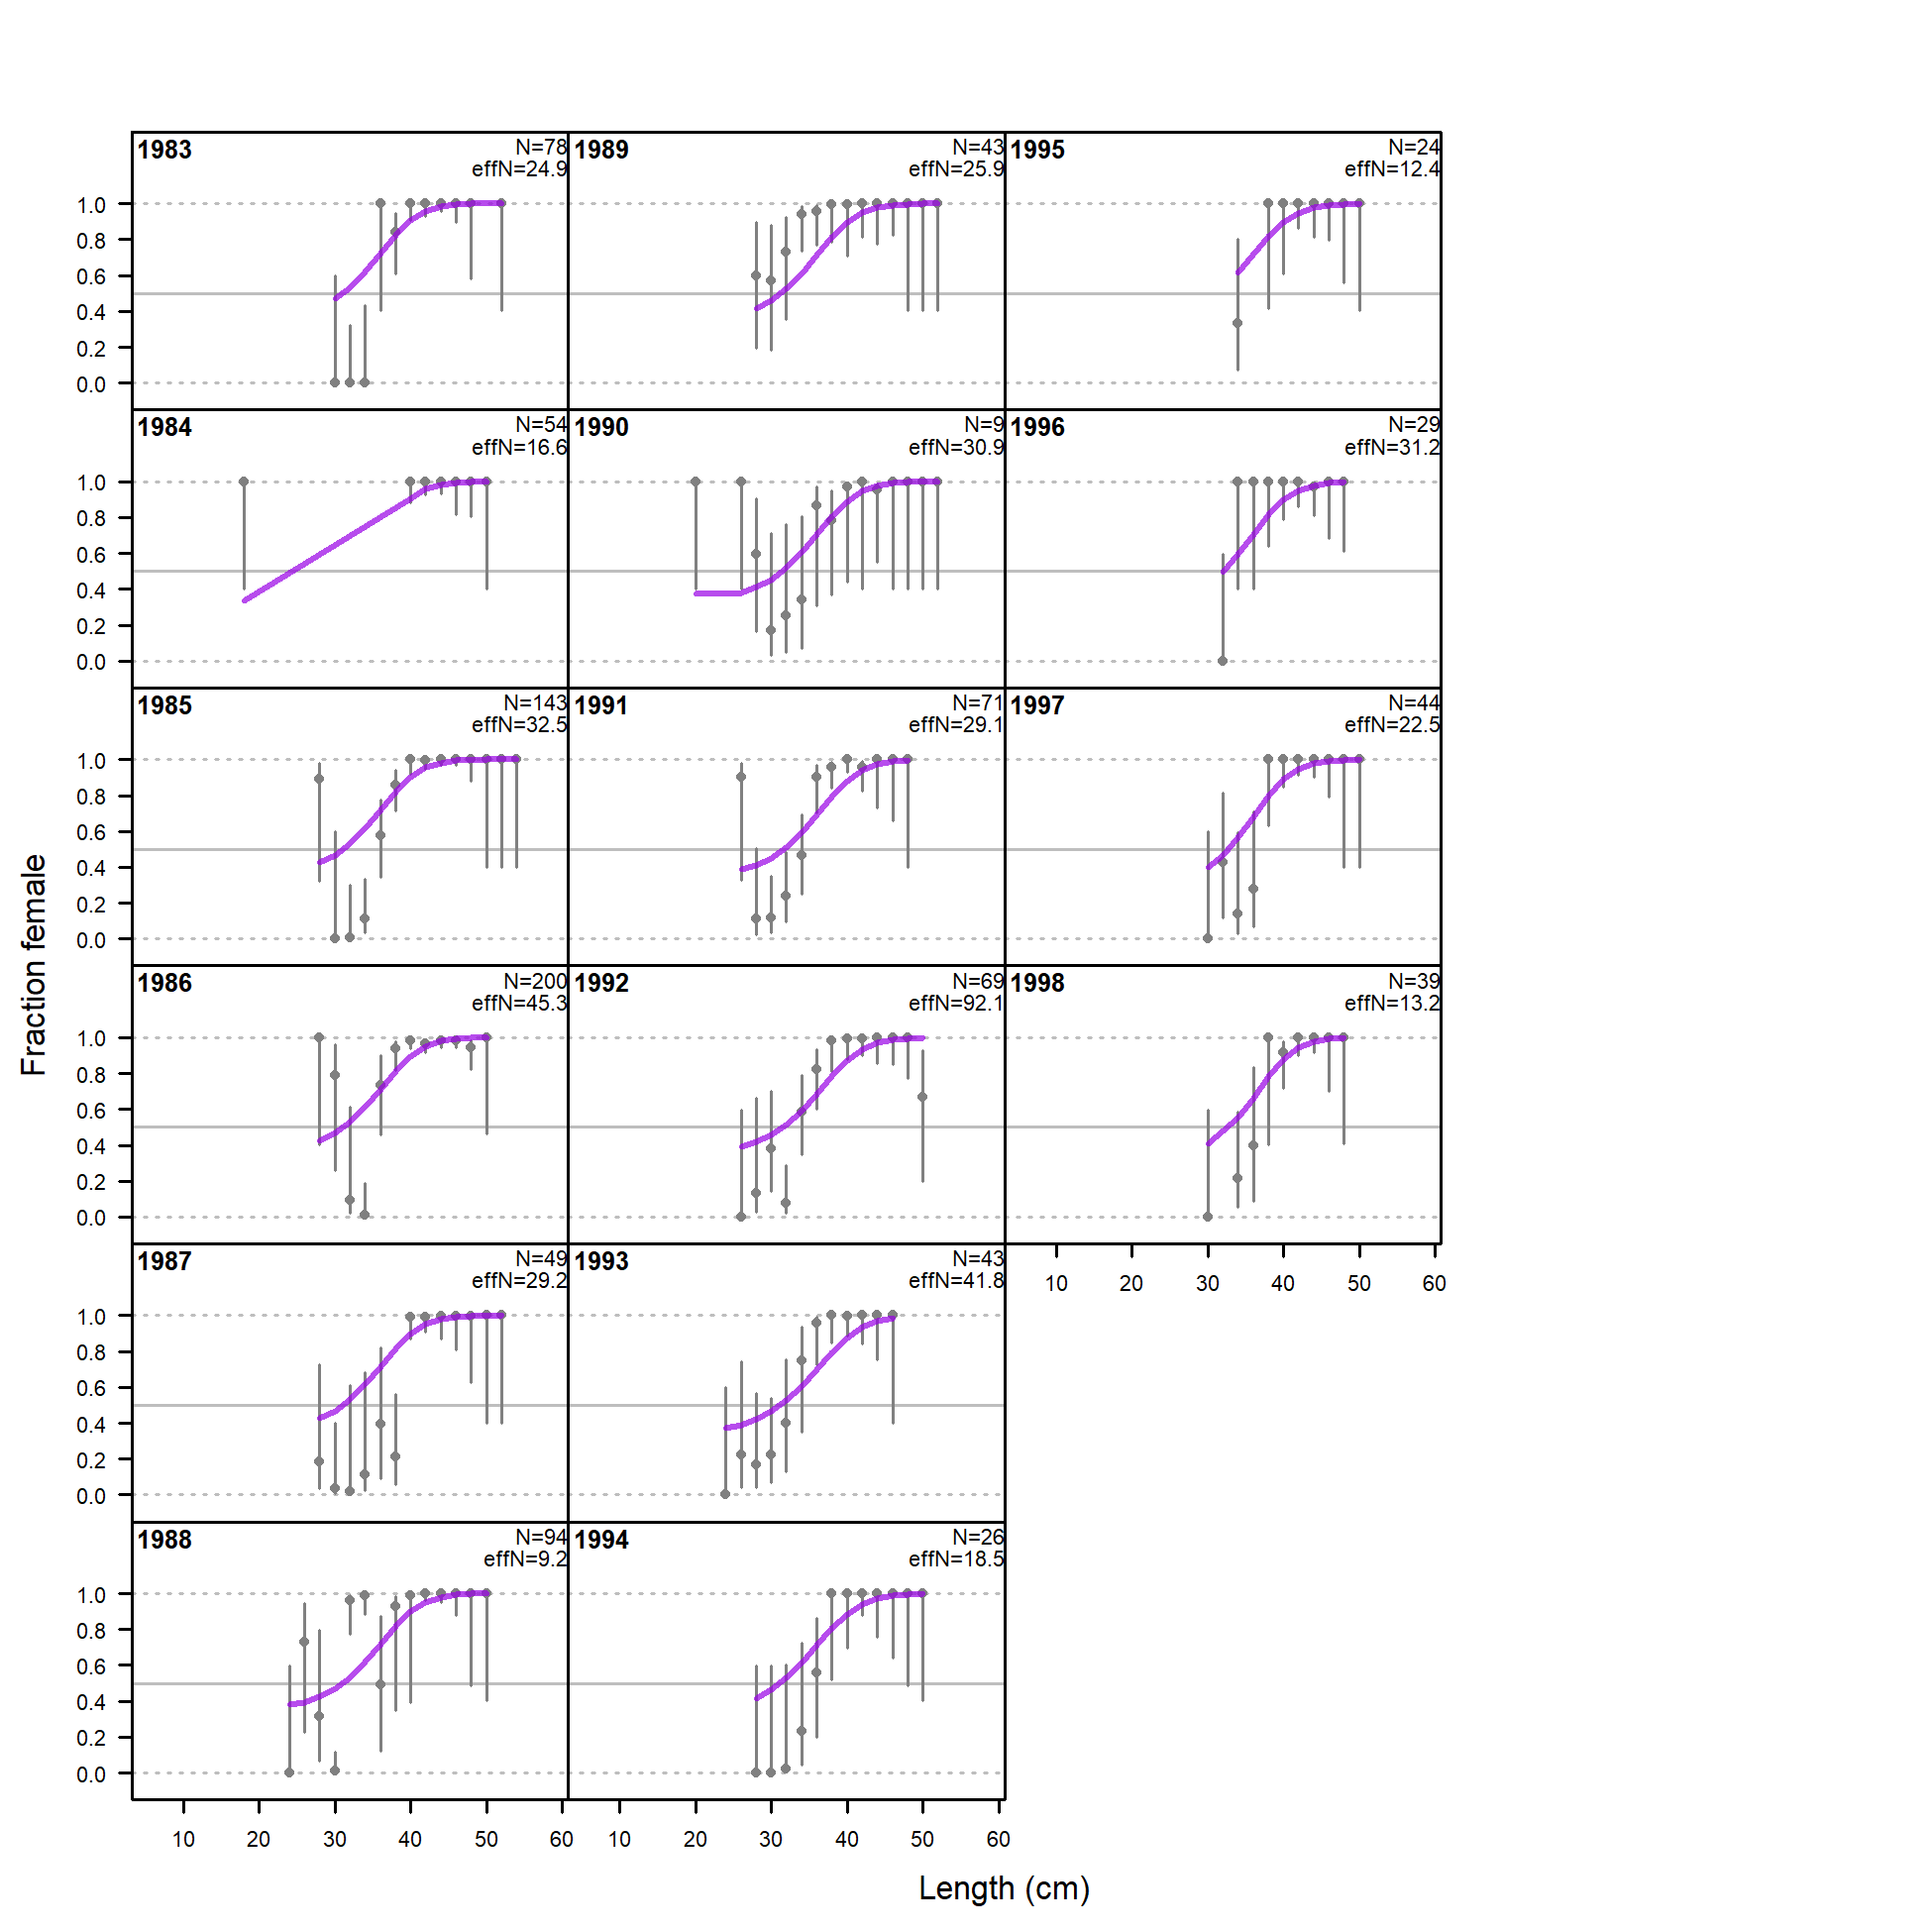 1983
N=78
effN=24.9
1989
N=43
effN=25.9
1995
N=24
effN=12.4
1.0
0.8
0.6
0.4
0.2
0.0
1984
N=54
effN=16.6
1990
N=9
effN=30.9
1996
N=29
effN=31.2
1.0
0.8
0.6
0.4
0.2
0.0
1985
N=143
effN=32.5
1991
N=71
effN=29.1
1997
N=44
effN=22.5
1.0
0.8
0.6
0.4
0.2
0.0
1986
N=200
effN=45.3
1992
N=69
effN=92.1
1998
N=39
effN=13.2
1.0
0.8
0.6
0.4
0.2
0.0
10 20 30 40 50 60
1987
N=49
effN=29.2
1993
N=43
effN=41.8
1.0
0.8
0.6
0.4
0.2
0.0
1988
N=94
effN=9.2
1994
N=26
effN=18.5
1.0
0.8
0.6
0.4
0.2
0.0
10 20 30 40 50 60
10 20 30 40 50 60
Fraction female
Length (cm)